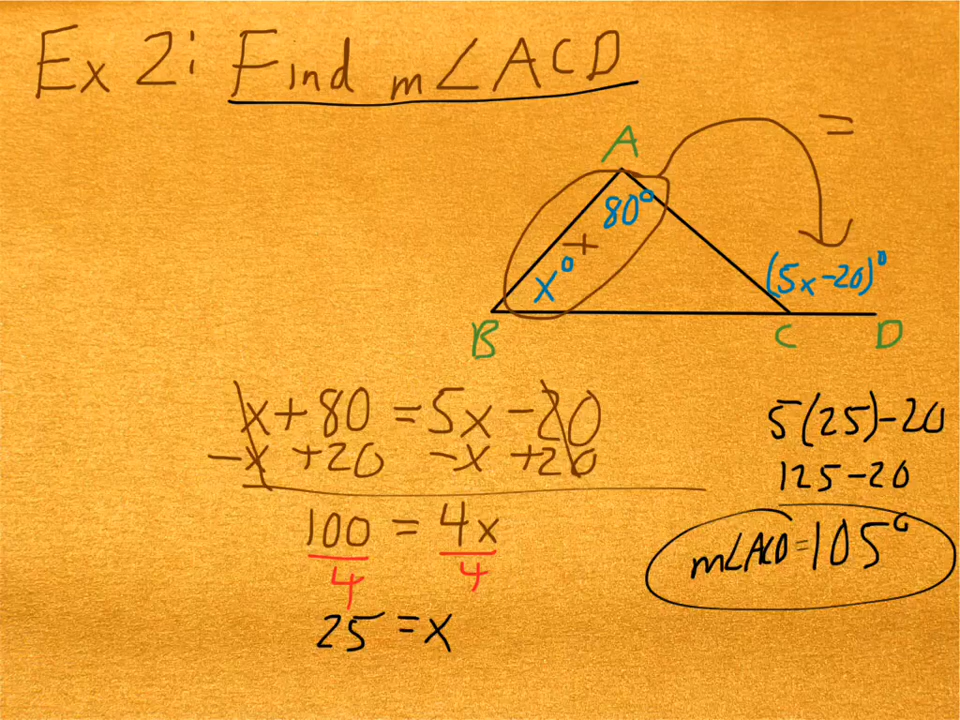 Ex 2: Find m∠ACD
=
A
80°
+
x°
(5x-20)°
B
C
D
x + 80 = 5x - 20
-x +20 -x +20
100 = 4x
4 4
25 = x
5(25)-20
125-20
m∠ACD = 105°